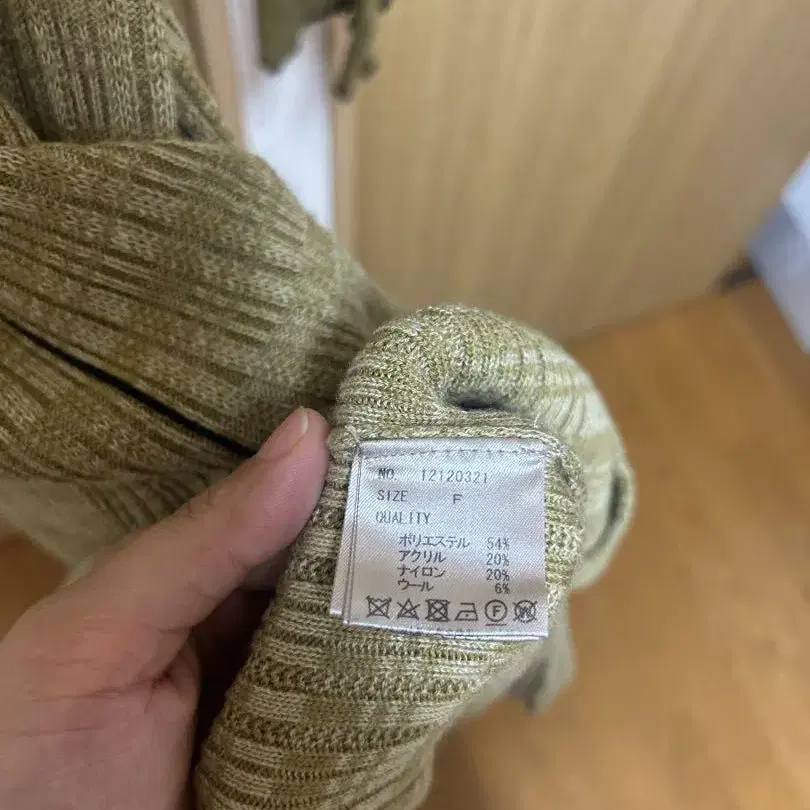 NO. 12120321
SIZE F
QUALITY
ポリエステル 54%
アクリル 20%
ナイロン 20%
ウール 6%
F W